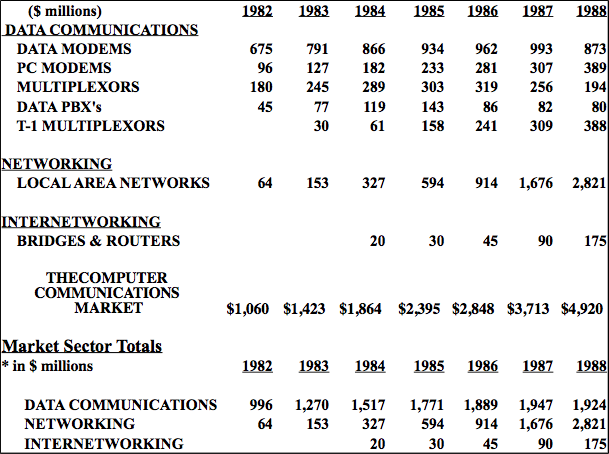 ($ millions) 1982 1983 1984 1985 1986 1987 1988
DATA COMMUNICATIONS
DATA MODEMS 675 791 866 934 962 993 873
PC MODEMS 96 127 182 233 281 307 389
MULTIPLEXORS 180 245 289 303 319 256 194
DATA PBX's 45 77 119 143 86 82 80
T-1 MULTIPLEXORS 30 61 158 241 309 388
NETWORKING
LOCAL AREA NETWORKS 64 153 327 594 914 1,676 2,821
INTERNETWORKING
BRIDGES & ROUTERS 20 30 45 90 175
THECOMPUTER
COMMUNICATIONS
MARKET $1,060 $1,423 $1,864 $2,395 $2,848 $3,713 $4,920
Market Sector Totals
* in $ millions 1982 1983 1984 1985 1986 1987 1988
DATA COMMUNICATIONS 996 1,270 1,517 1,771 1,889 1,947 1,924
NETWORKING 64 153 327 594 914 1,676 2,821
INTERNETWORKING 20 30 45 90 175